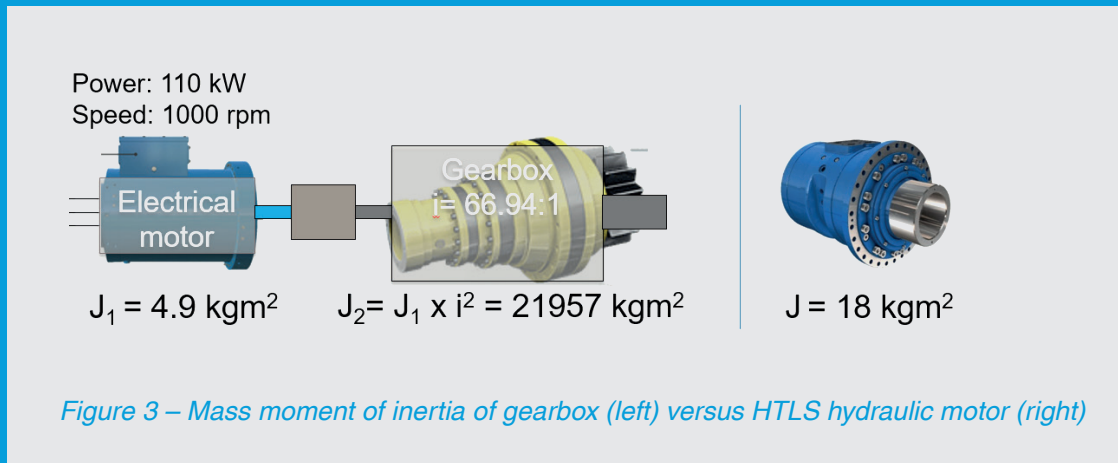 Power: 110 kW
Speed: 1000 rpm
Electrical
motor
Gearbox
i= 66.94:1
J₁ = 4.9 kgm²
J₂= J₁ x i² = 21957 kgm²
J = 18 kgm²
Figure 3 – Mass moment of inertia of gearbox (left) versus HTLS hydraulic motor (right)